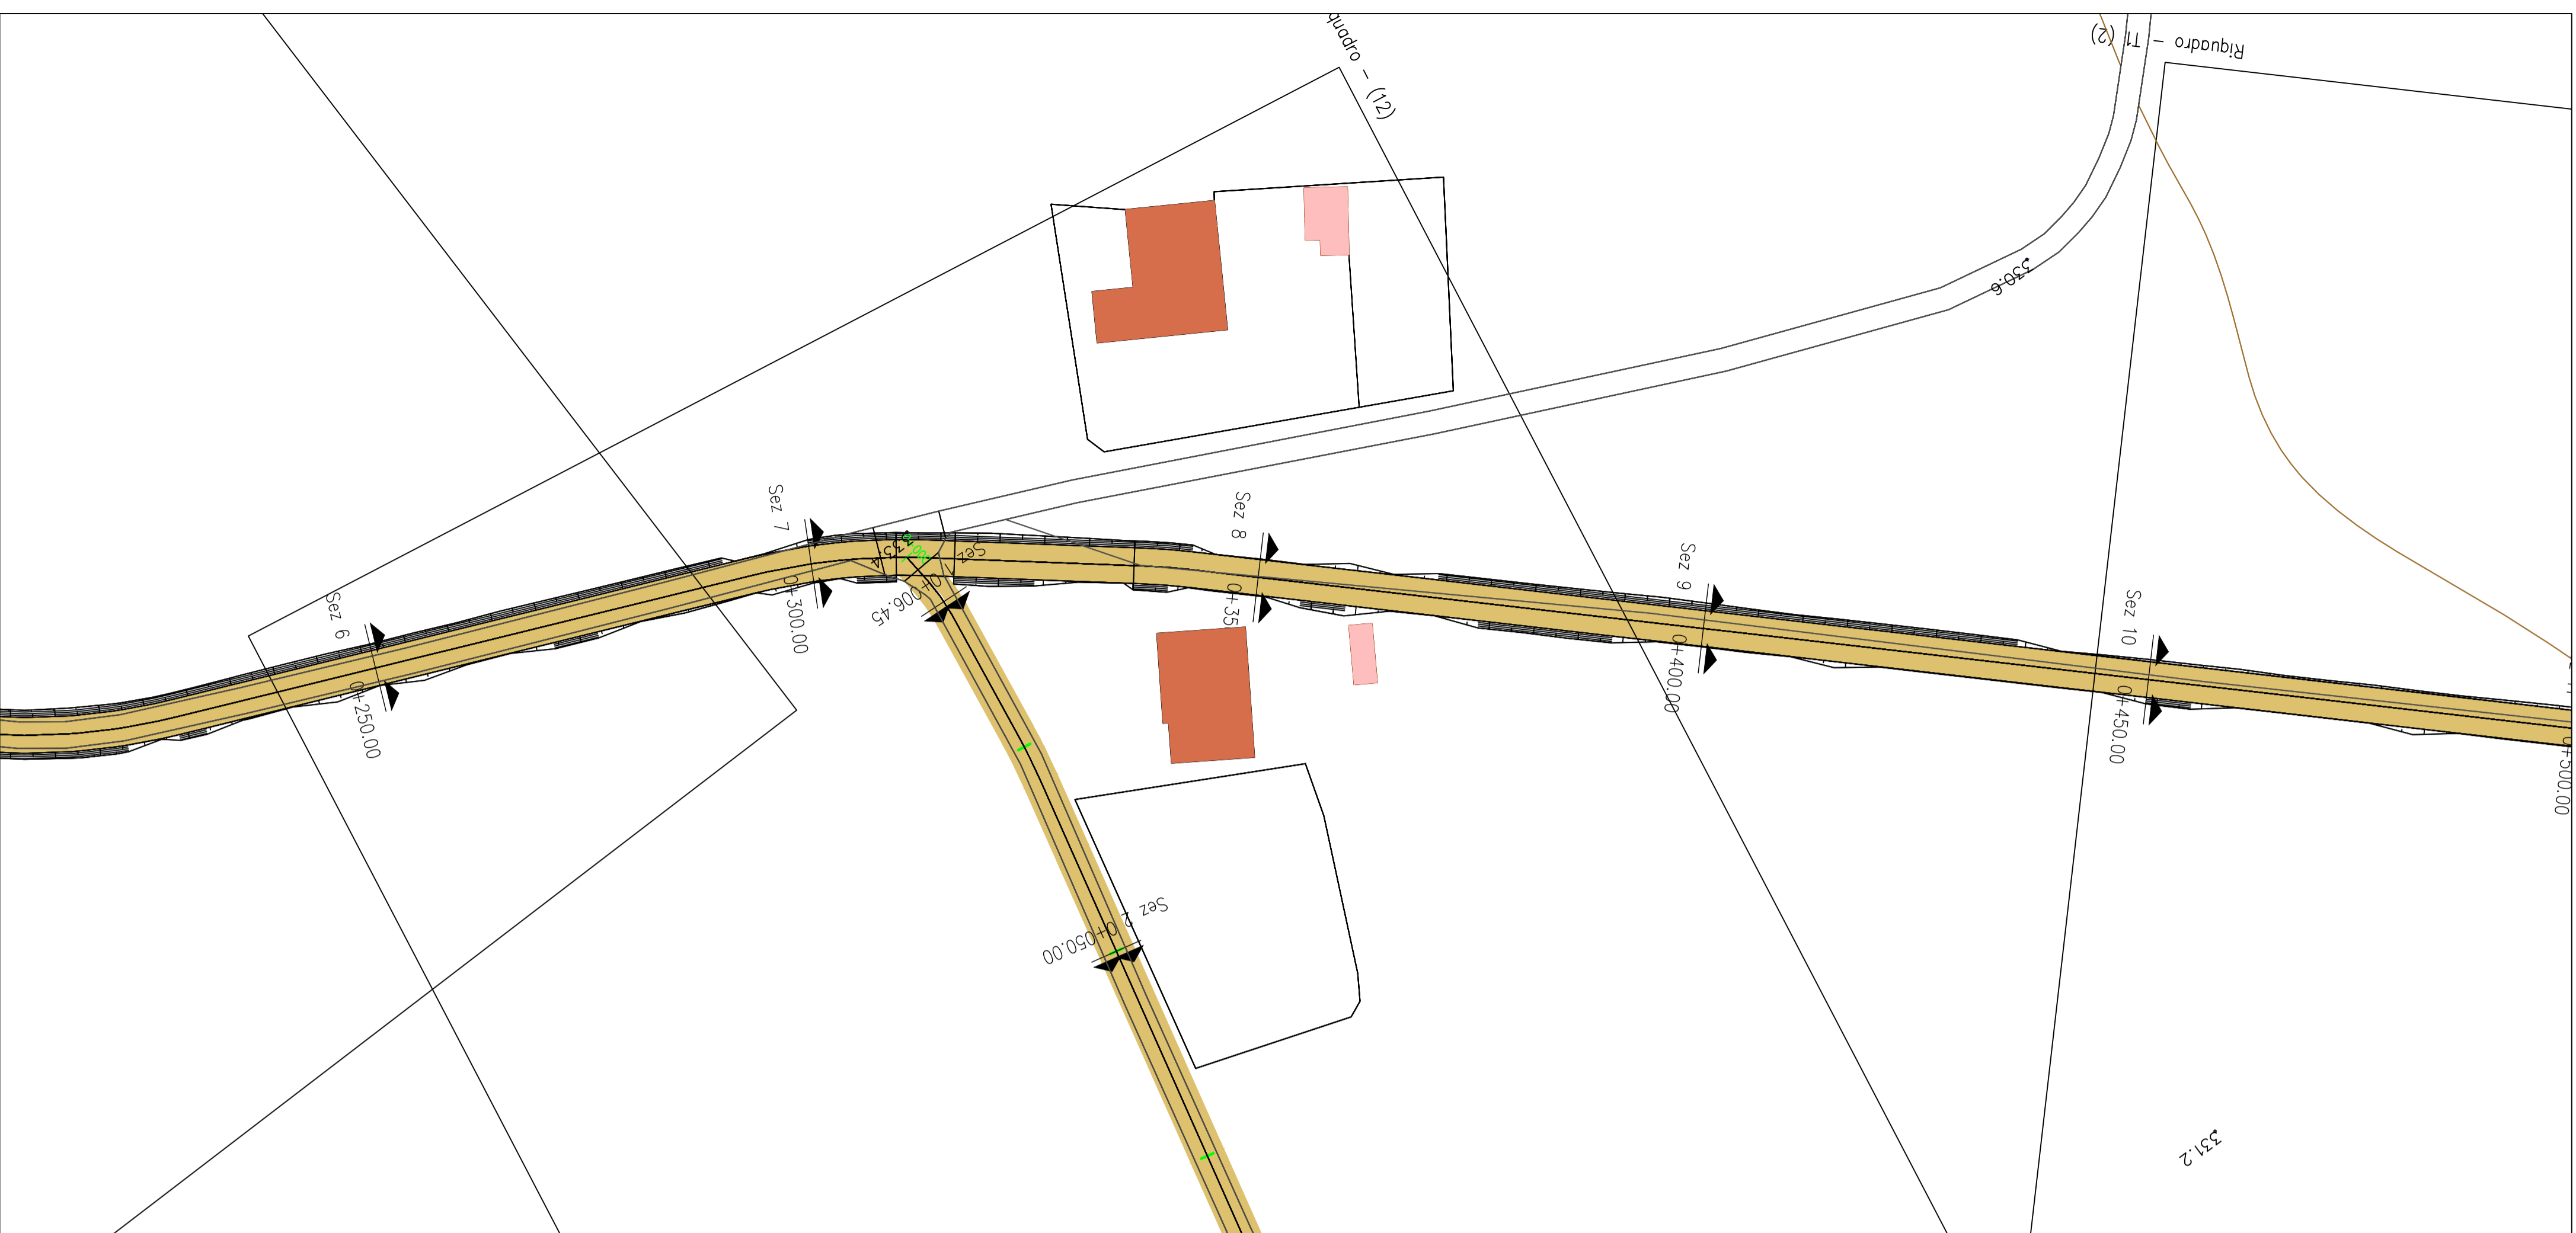 quadro - (12)
Riquadro - T1 (2)
330.6
Sez 6
0+250.00
Sez 7
0+300.00
Sez 1
0+006.45
Sez 8
0+35
Sez 9
0+400.00
Sez 10
0+450.00
0+500.00
Sez 2
0+050.00
331.2